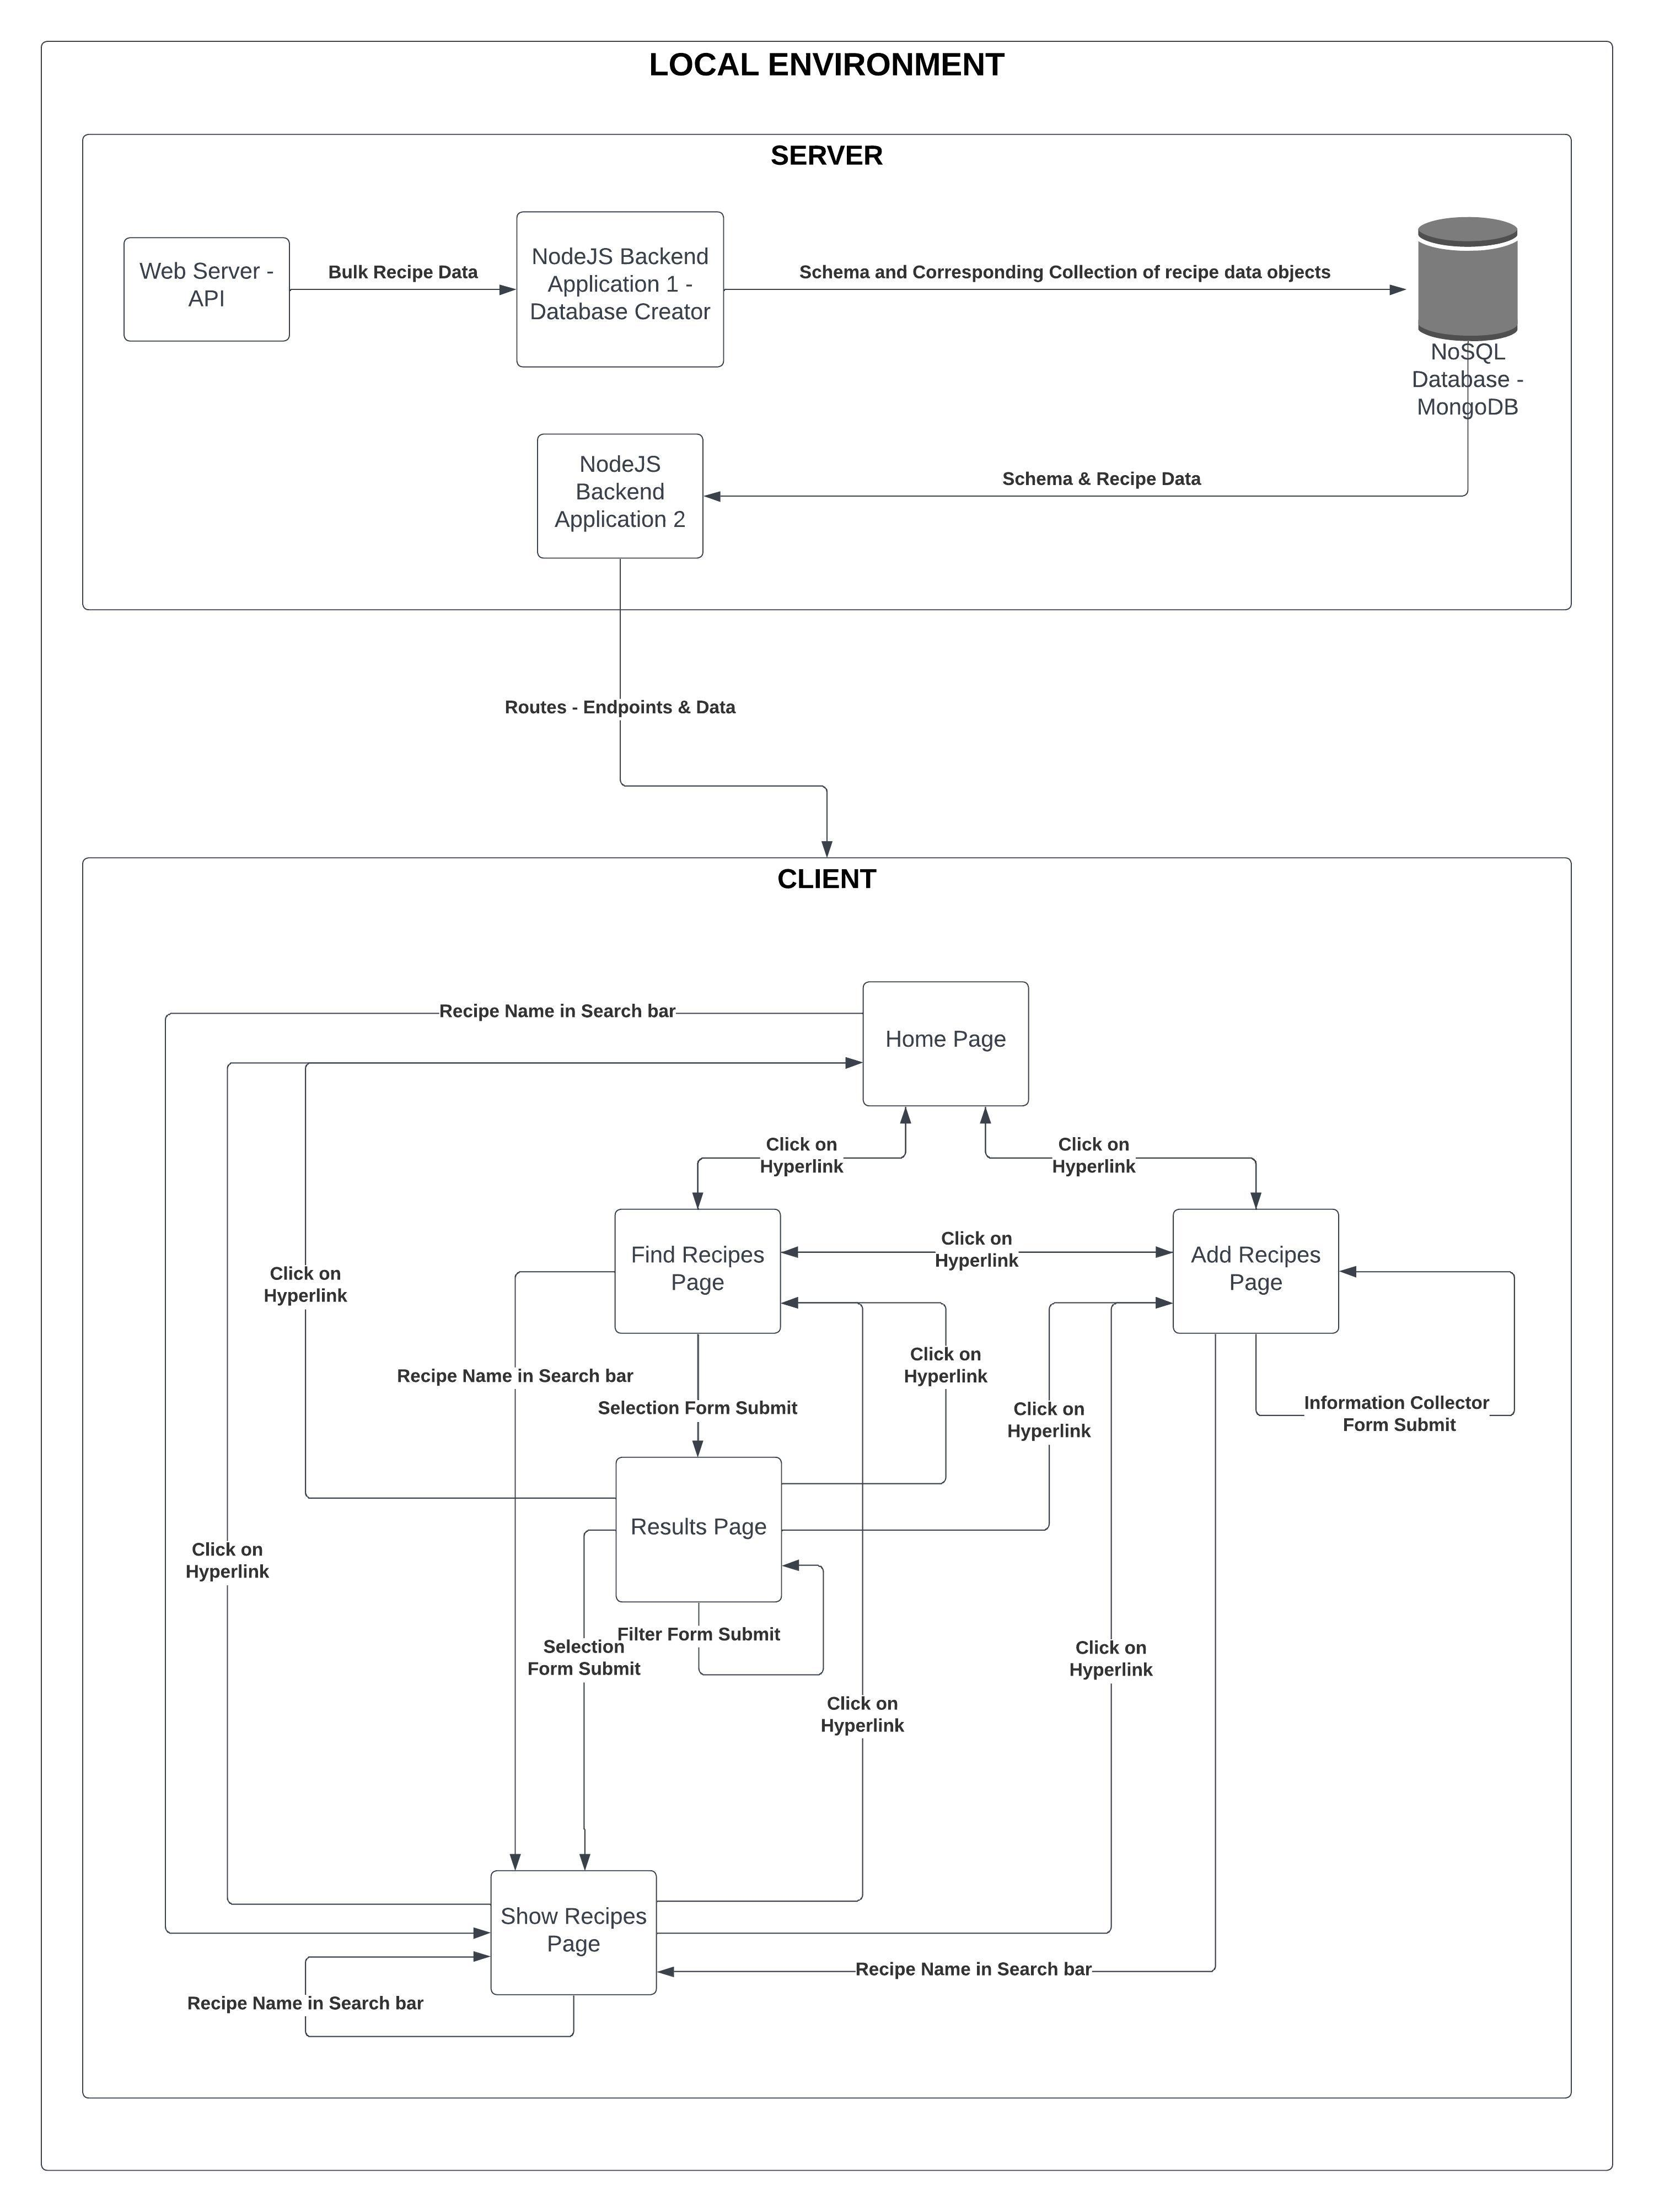 LOCAL ENVIRONMENT
SERVER
Web Server -
API
Bulk Recipe Data
NodeJS Backend
Application 1 -
Database Creator
Schema and Corresponding Collection of recipe data objects
NoSQL
Database -
MongoDB
NodeJS
Backend
Application 2
Schema & Recipe Data
Routes - Endpoints & Data
CLIENT
Recipe Name in Search bar
Home Page
Click on
Hyperlink
Click on
Hyperlink
Find Recipes
Page
Click on
Hyperlink
Add Recipes
Page
Click on
Hyperlink
Recipe Name in Search bar
Click on
Hyperlink
Selection Form Submit
Click on
Hyperlink
Information Collector
Form Submit
Results Page
Click on
Hyperlink
Filter Form Submit
Selection
Form Submit
Click on
Hyperlink
Click on
Hyperlink
Show Recipes
Page
Recipe Name in Search bar
Recipe Name in Search bar